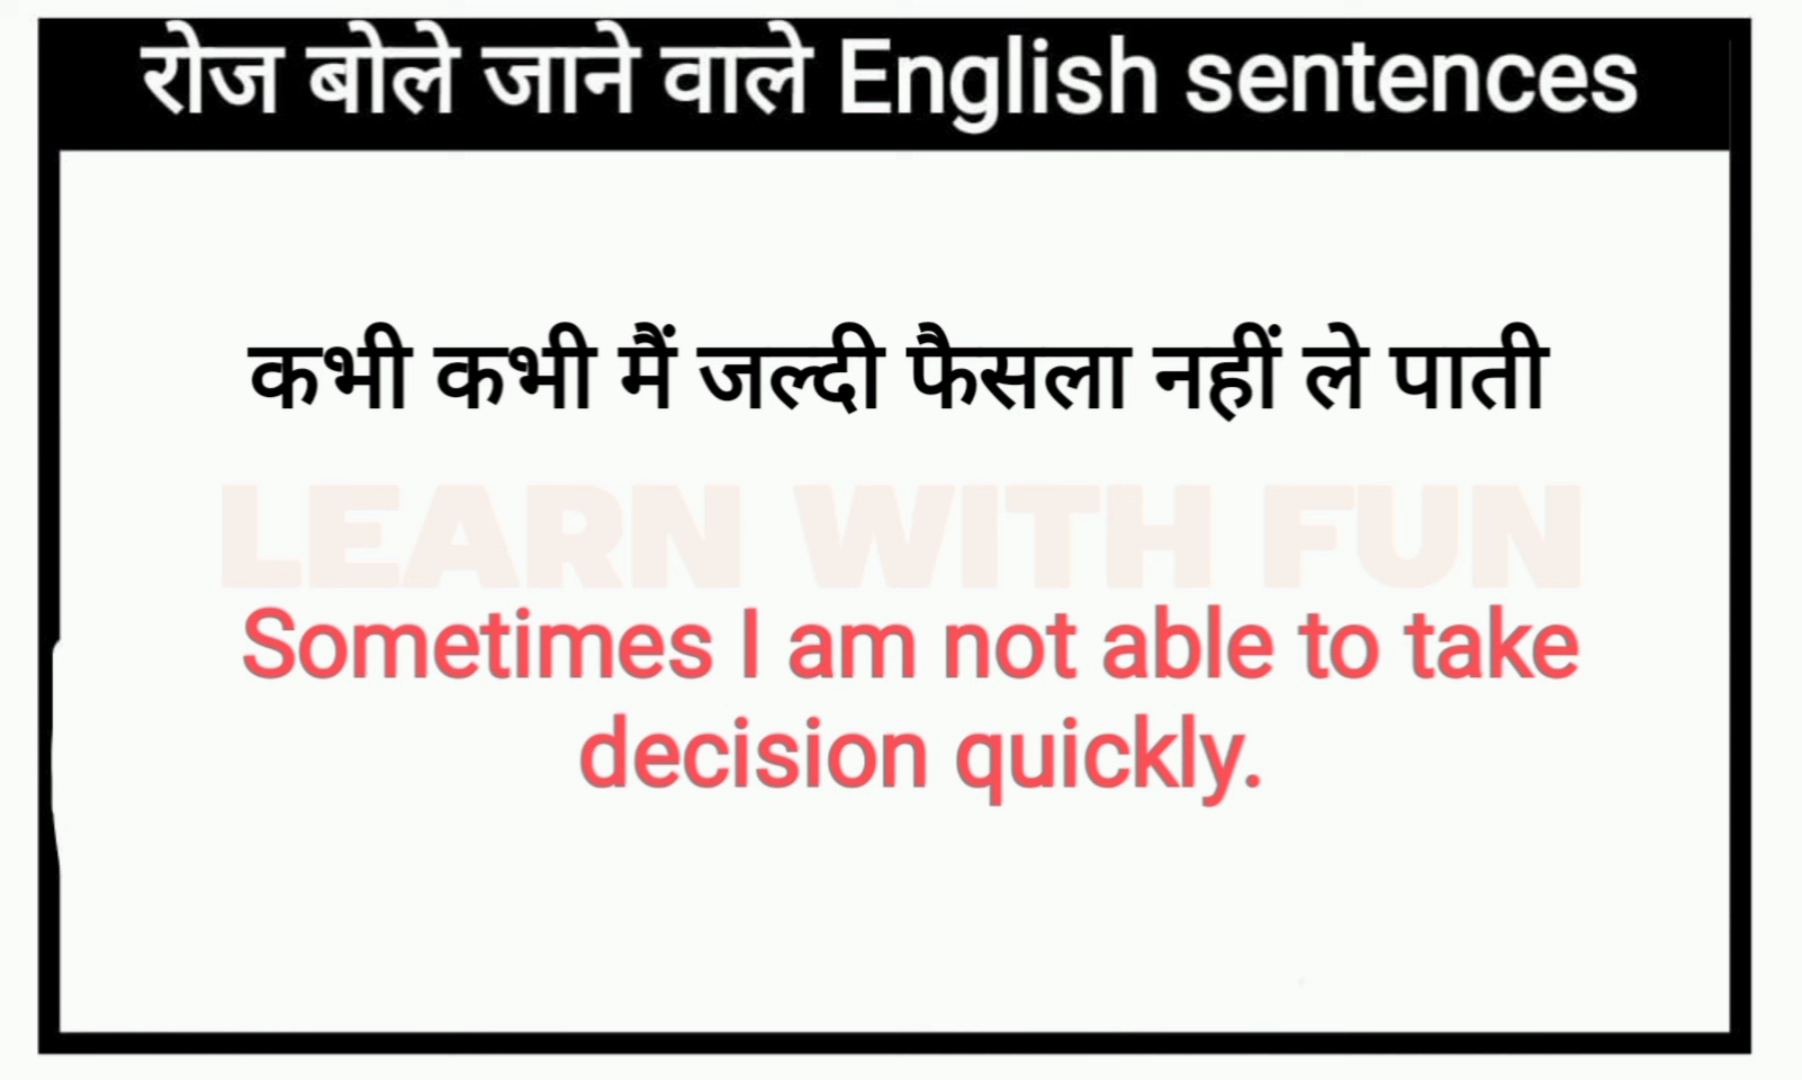 रोज बोले जाने वाले English sentences
कभी कभी मैं जल्दी फैसला नहीं ले पाती
LEARN WITH FUN
Sometimes I am not able to take
decision quickly.